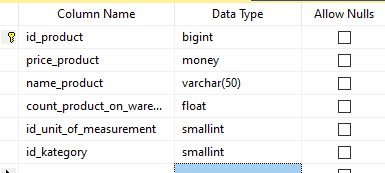 Column Name Data Type Allow Nulls
id_product bigint
price_product money
name_product varchar(50)
count_product_on_ware... float
id_unit_of_measurement smallint
id_kategory smallint